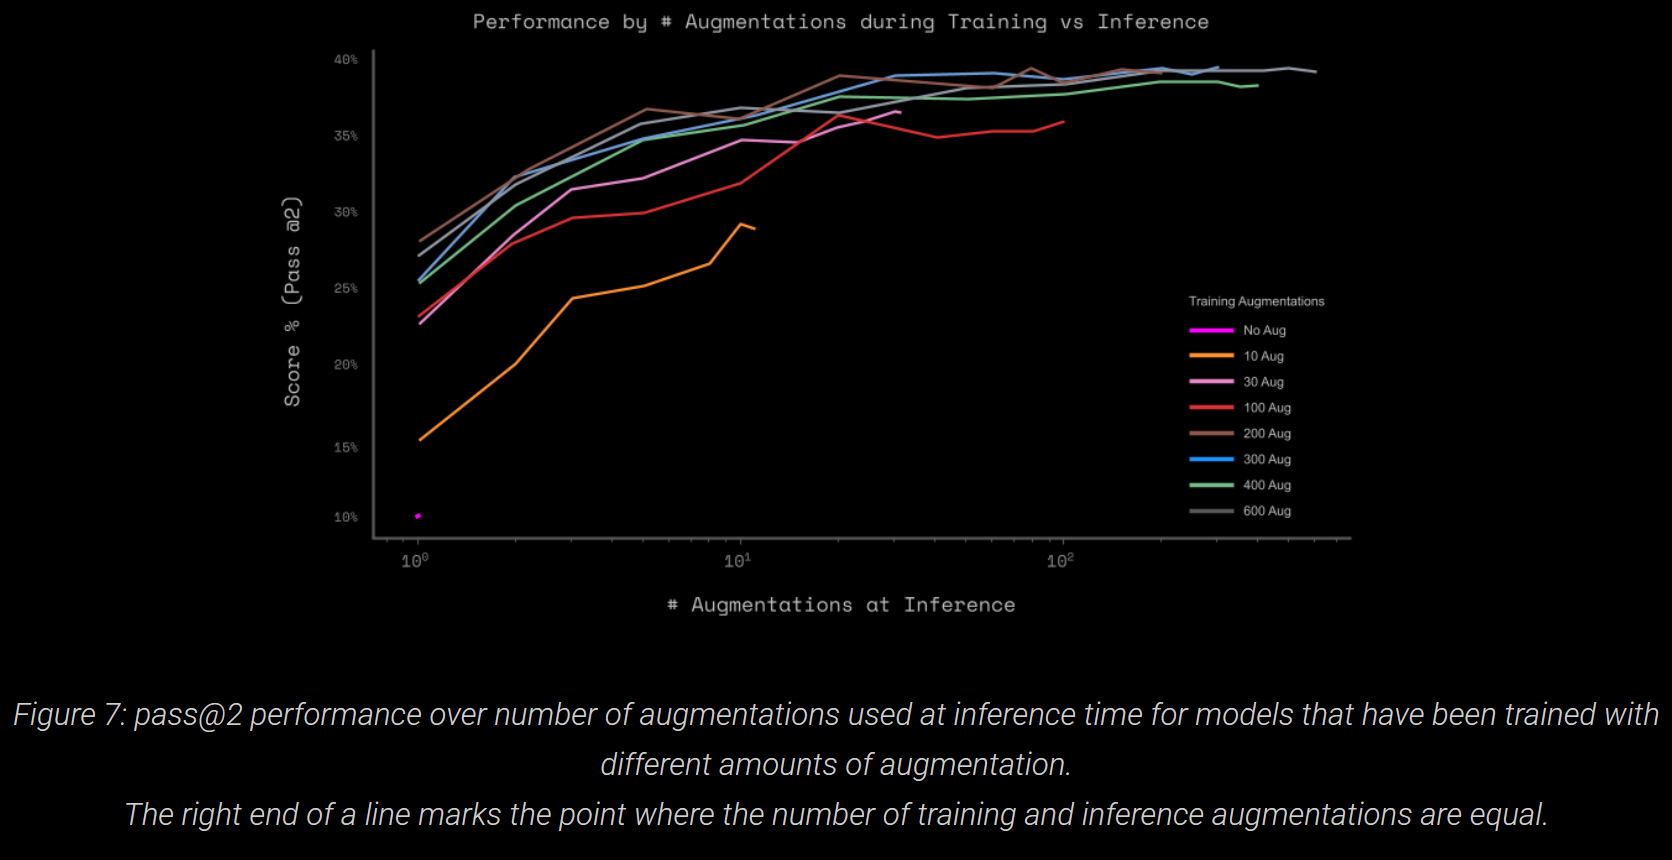 Performance by # Augmentations during Training vs Inference
Score % (Pass @2)
40%
35%
30%
25%
20%
15%
10%
10⁰
10¹
10²
# Augmentations at Inference
Training Augmentations
No Aug
10 Aug
30 Aug
100 Aug
200 Aug
300 Aug
400 Aug
600 Aug
Figure 7: pass@2 performance over number of augmentations used at inference time for models that have been trained with
different amounts of augmentation.
The right end of a line marks the point where the number of training and inference augmentations are equal.